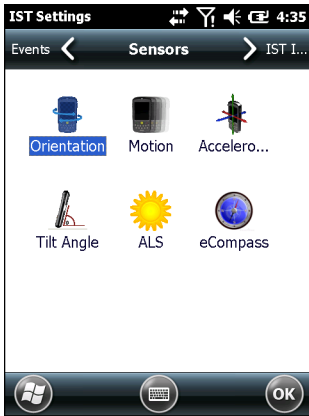 IST Settings 4:35
Events Sensors IST I...
Orientation Motion Accelero...
Tilt Angle ALS eCompass
OK